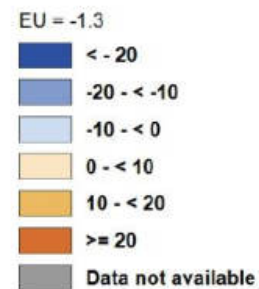 EU = -1.3
< - 20
-20 - < -10
-10 - < 0
0 - < 10
10 - < 20
>= 20
Data not available